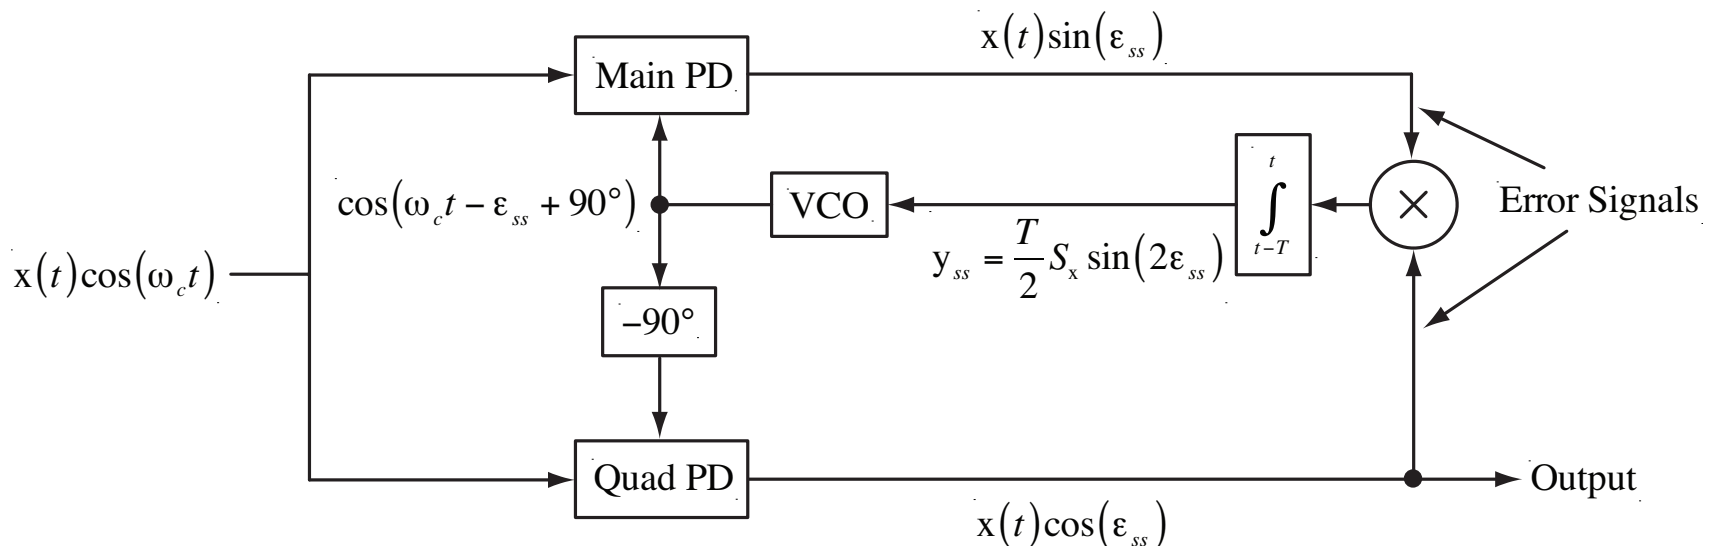 x(t)sin(ε_ss)
Main PD
∫ t t−T
×
cos(ω_c t − ε_ss + 90°)
VCO
Error Signals
y_ss = T/2 S_x sin(2ε_ss)
x(t)cos(ω_c t)
−90°
Quad PD
Output
x(t)cos(ε_ss)